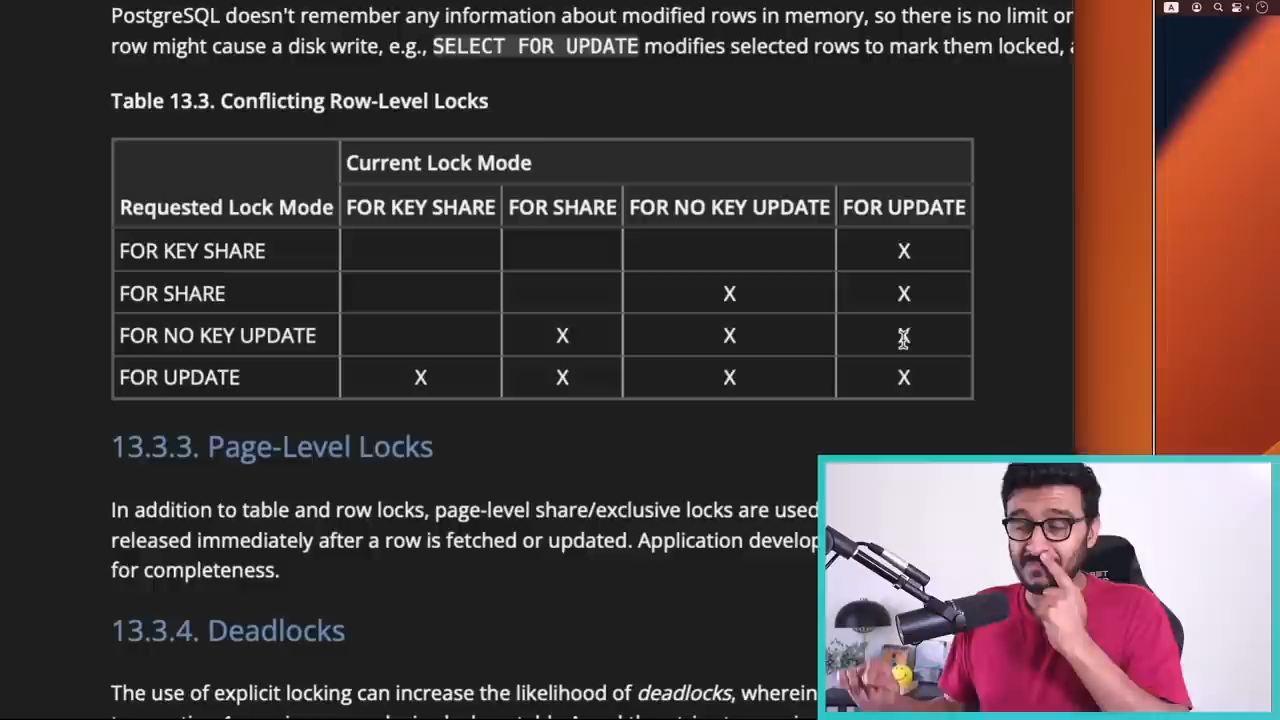 PostgreSQL doesn't remember any information about modified rows in memory, so there is no limit or
row might cause a disk write, e.g., SELECT FOR UPDATE modifies selected rows to mark them locked,
Table 13.3. Conflicting Row-Level Locks
Current Lock Mode
Requested Lock Mode FOR KEY SHARE FOR SHARE FOR NO KEY UPDATE FOR UPDATE
FOR KEY SHARE X
FOR SHARE X X
FOR NO KEY UPDATE X X X
FOR UPDATE X X X X
13.3.3. Page-Level Locks
In addition to table and row locks, page-level share/exclusive locks are used
released immediately after a row is fetched or updated. Application develop
for completeness.
13.3.4. Deadlocks
The use of explicit locking can increase the likelihood of deadlocks, wherein